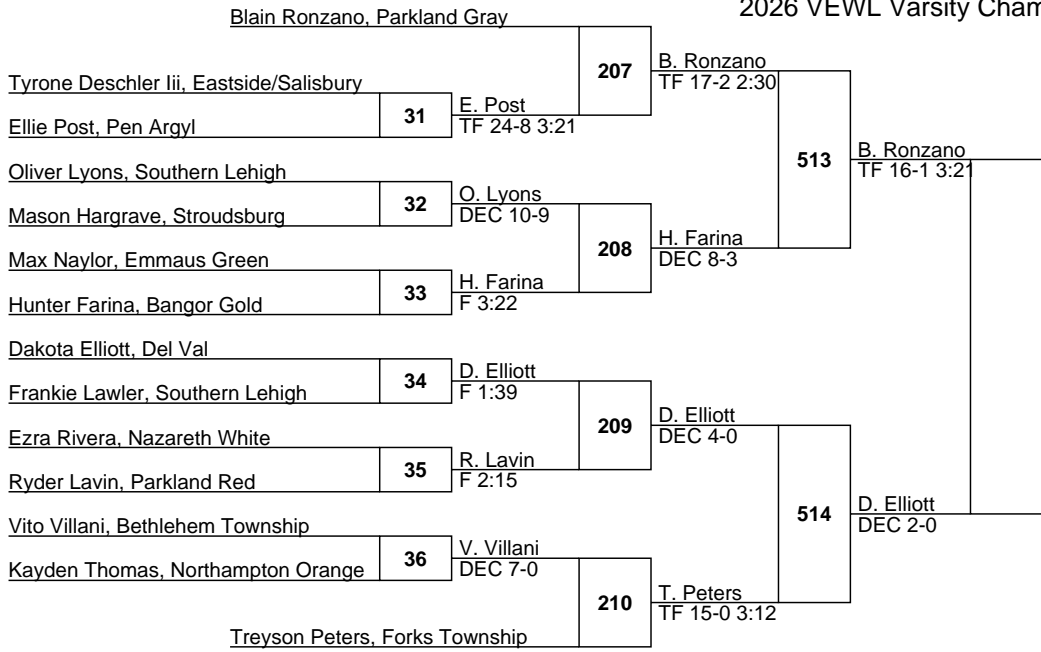 2026 VEWL Varsity Cham
Blain Ronzano, Parkland Gray
207
B. Ronzano
TF 17-2 2:30
Tyrone Deschler Iii, Eastside/Salisbury
31
E. Post
TF 24-8 3:21
Ellie Post, Pen Argyl
513
B. Ronzano
TF 16-1 3:21
Oliver Lyons, Southern Lehigh
32
O. Lyons
DEC 10-9
Mason Hargrave, Stroudsburg
208
H. Farina
DEC 8-3
Max Naylor, Emmaus Green
33
H. Farina
F 3:22
Hunter Farina, Bangor Gold
Dakota Elliott, Del Val
34
D. Elliott
F 1:39
Frankie Lawler, Southern Lehigh
209
D. Elliott
DEC 4-0
Ezra Rivera, Nazareth White
35
R. Lavin
F 2:15
Ryder Lavin, Parkland Red
514
D. Elliott
DEC 2-0
Vito Villani, Bethlehem Township
36
V. Villani
DEC 7-0
Kayden Thomas, Northampton Orange
210
T. Peters
TF 15-0 3:12
Treyson Peters, Forks Township